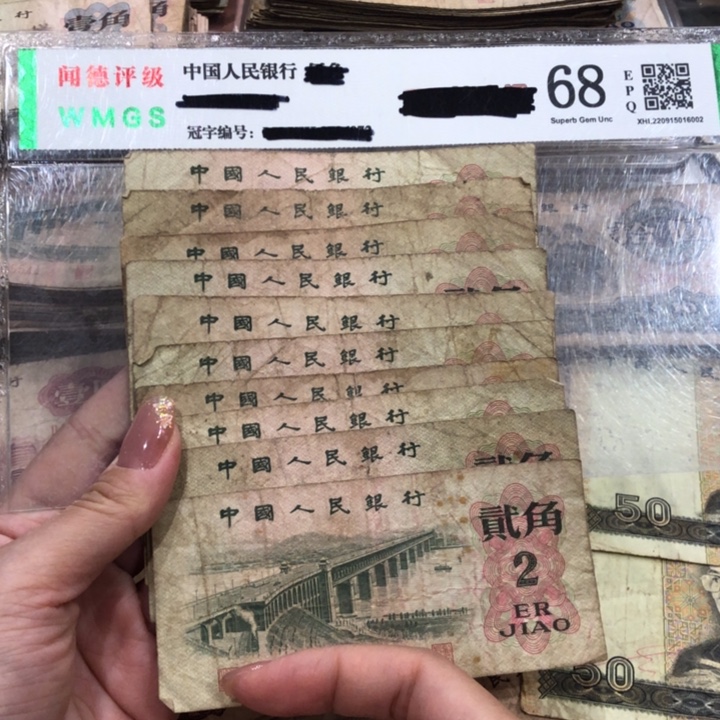 行
壹角
闻德评级
WMGS
中国人民银行
冠字编号:
68
Superb Gem Unc
EPQ
XHL220915016002
中國人民銀行
中國人民銀行
中國人民銀行
中國人民銀行
中國人民銀行
中國人民銀行
中國人民銀行
中國人民銀行
中國人民銀行
中國人民銀行
貳角
2
ER
JIAO
50
50